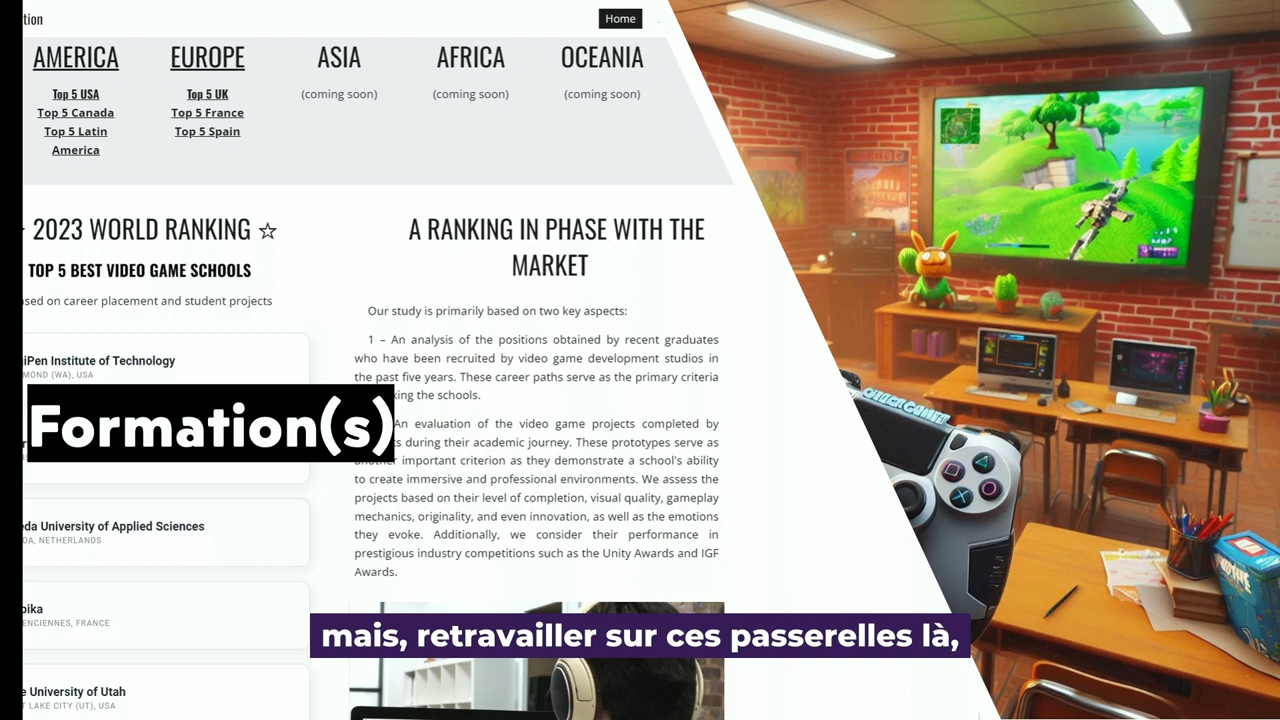 tion
Home
AMERICA
EUROPE
ASIA
AFRICA
OCEANIA
Top 5 USA
Top 5 UK
(coming soon)
(coming soon)
(coming soon)
Top 5 Canada
Top 5 France
Top 5 Latin
America
Top 5 Spain
2023 WORLD RANKING ☆
TOP 5 BEST VIDEO GAME SCHOOLS
ased on career placement and student projects
iPen Institute of Technology
MOND (WA), USA
Formation(s)
eda University of Applied Sciences
DA, NETHERLANDS
oika
ENCIENNES, FRANCE
e University of Utah
T LAKE CITY (UT), USA
A RANKING IN PHASE WITH THE
MARKET
Our study is primarily based on two key aspects:
1 – An analysis of the positions obtained by recent graduates
who have been recruited by video game development studios in
the past five years. These career paths serve as the primary criteria
king the schools.
An evaluation of the video game projects completed by
ts during their academic journey. These prototypes serve as
another important criterion as they demonstrate a school's ability
to create immersive and professional environments. We assess the
projects based on their level of completion, visual quality, gameplay
mechanics, originality, and even innovation, as well as the emotions
they evoke. Additionally, we consider their performance in
prestigious industry competitions such as the Unity Awards and IGF
Awards.
mais, retravailler sur ces passerelles là,